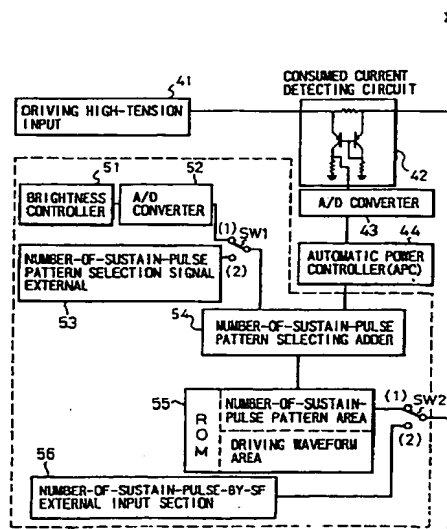 41
DRIVING HIGH-TENSION
INPUT
CONSUMED CURRENT
DETECTING CIRCUIT
42
A/D CONVERTER
43
44
AUTOMATIC POWER
CONTROLLER(APC)
51
BRIGHTNESS
CONTROLLER
52
A/D
CONVERTER
(1)
SW1
(2)
NUMBER-OF-SUSTAIN-PULSE
PATTERN SELECTION SIGNAL
EXTERNAL
53
54
NUMBER-OF-SUSTAIN-PULSE
PATTERN SELECTING ADDER
55
ROM
NUMBER-OF-SUSTAIN-
PULSE PATTERN AREA
DRIVING WAVEFORM
AREA
(1)
SW2
(2)
56
NUMBER-OF-SUSTAIN-PULSE-BY-SF
EXTERNAL INPUT SECTION